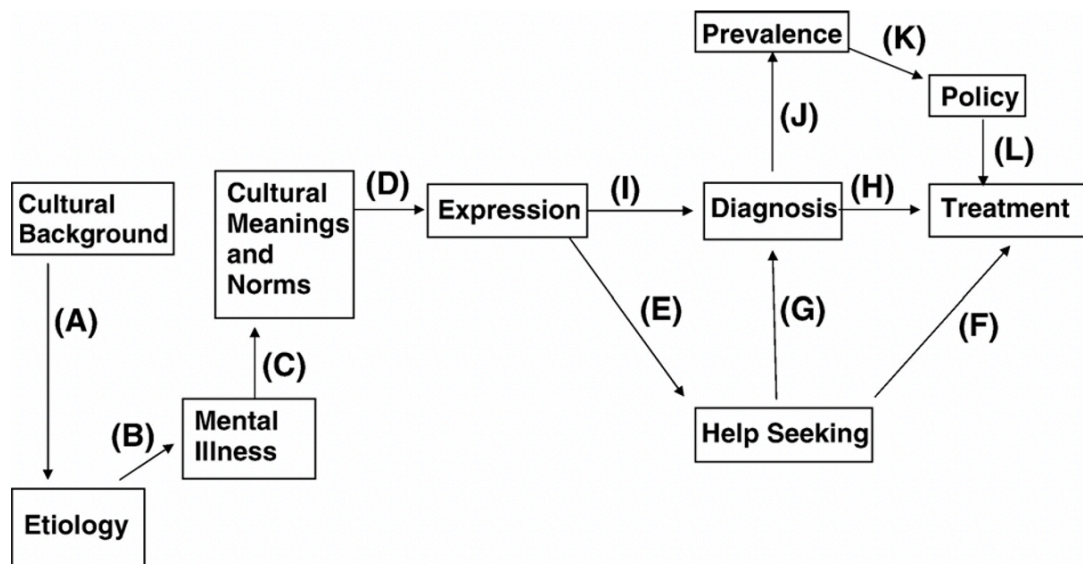 Prevalence
(K)
Policy
(J)
(L)
Cultural
Background
Cultural
Meanings
and
Norms
(D)
Expression
(I)
Diagnosis
(H)
Treatment
(A)
(E)
(G)
(F)
(C)
(B)
Mental
Illness
Help Seeking
Etiology